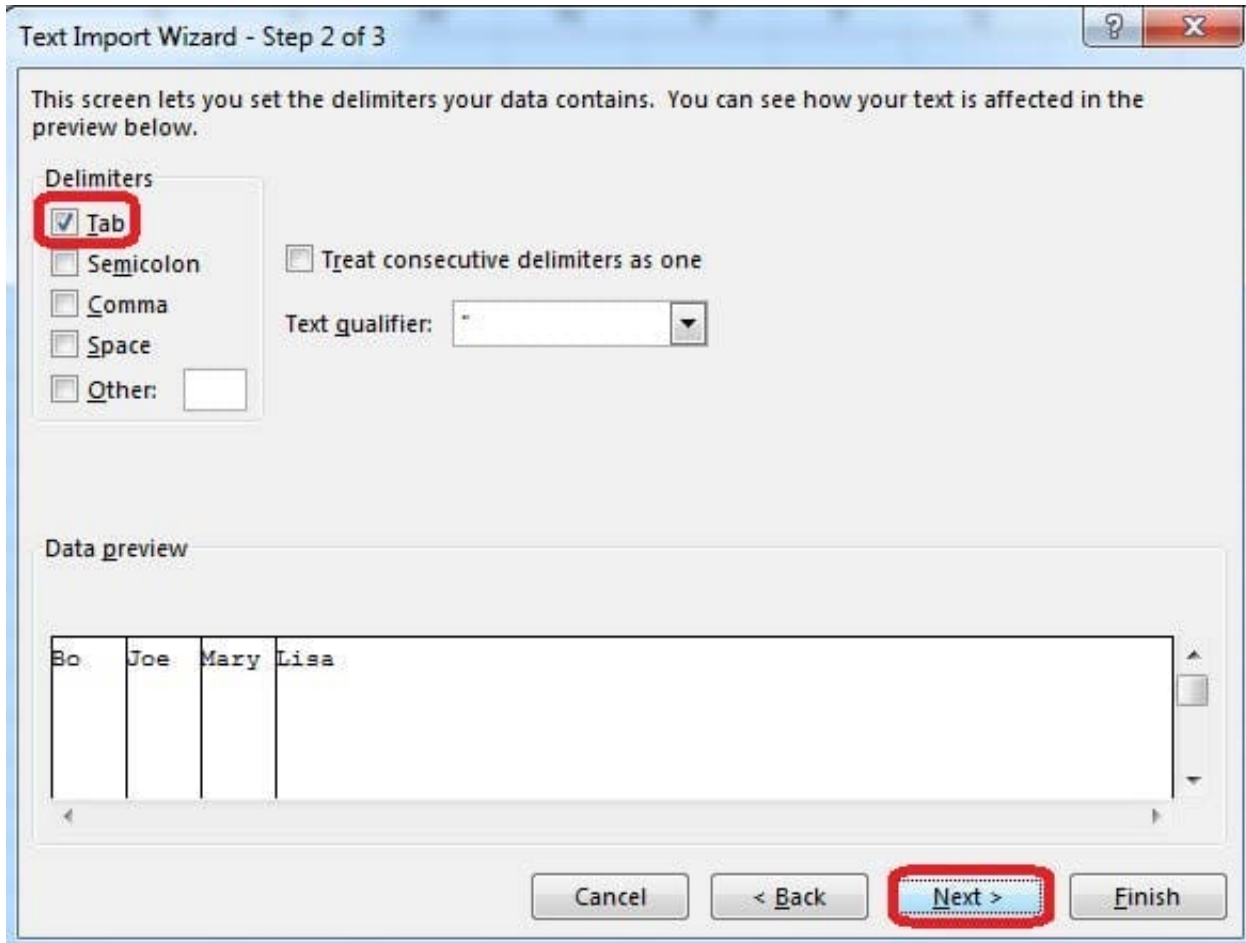 Text Import Wizard - Step 2 of 3
This screen lets you set the delimiters your data contains.  You can see how your text is affected in the
preview below.
Delimiters
Tab
Semicolon
Comma
Space
Other:
Treat consecutive delimiters as one
Text qualifier: "
Data preview
Bo Joe Mary Lisa
Cancel < Back Next > Finish